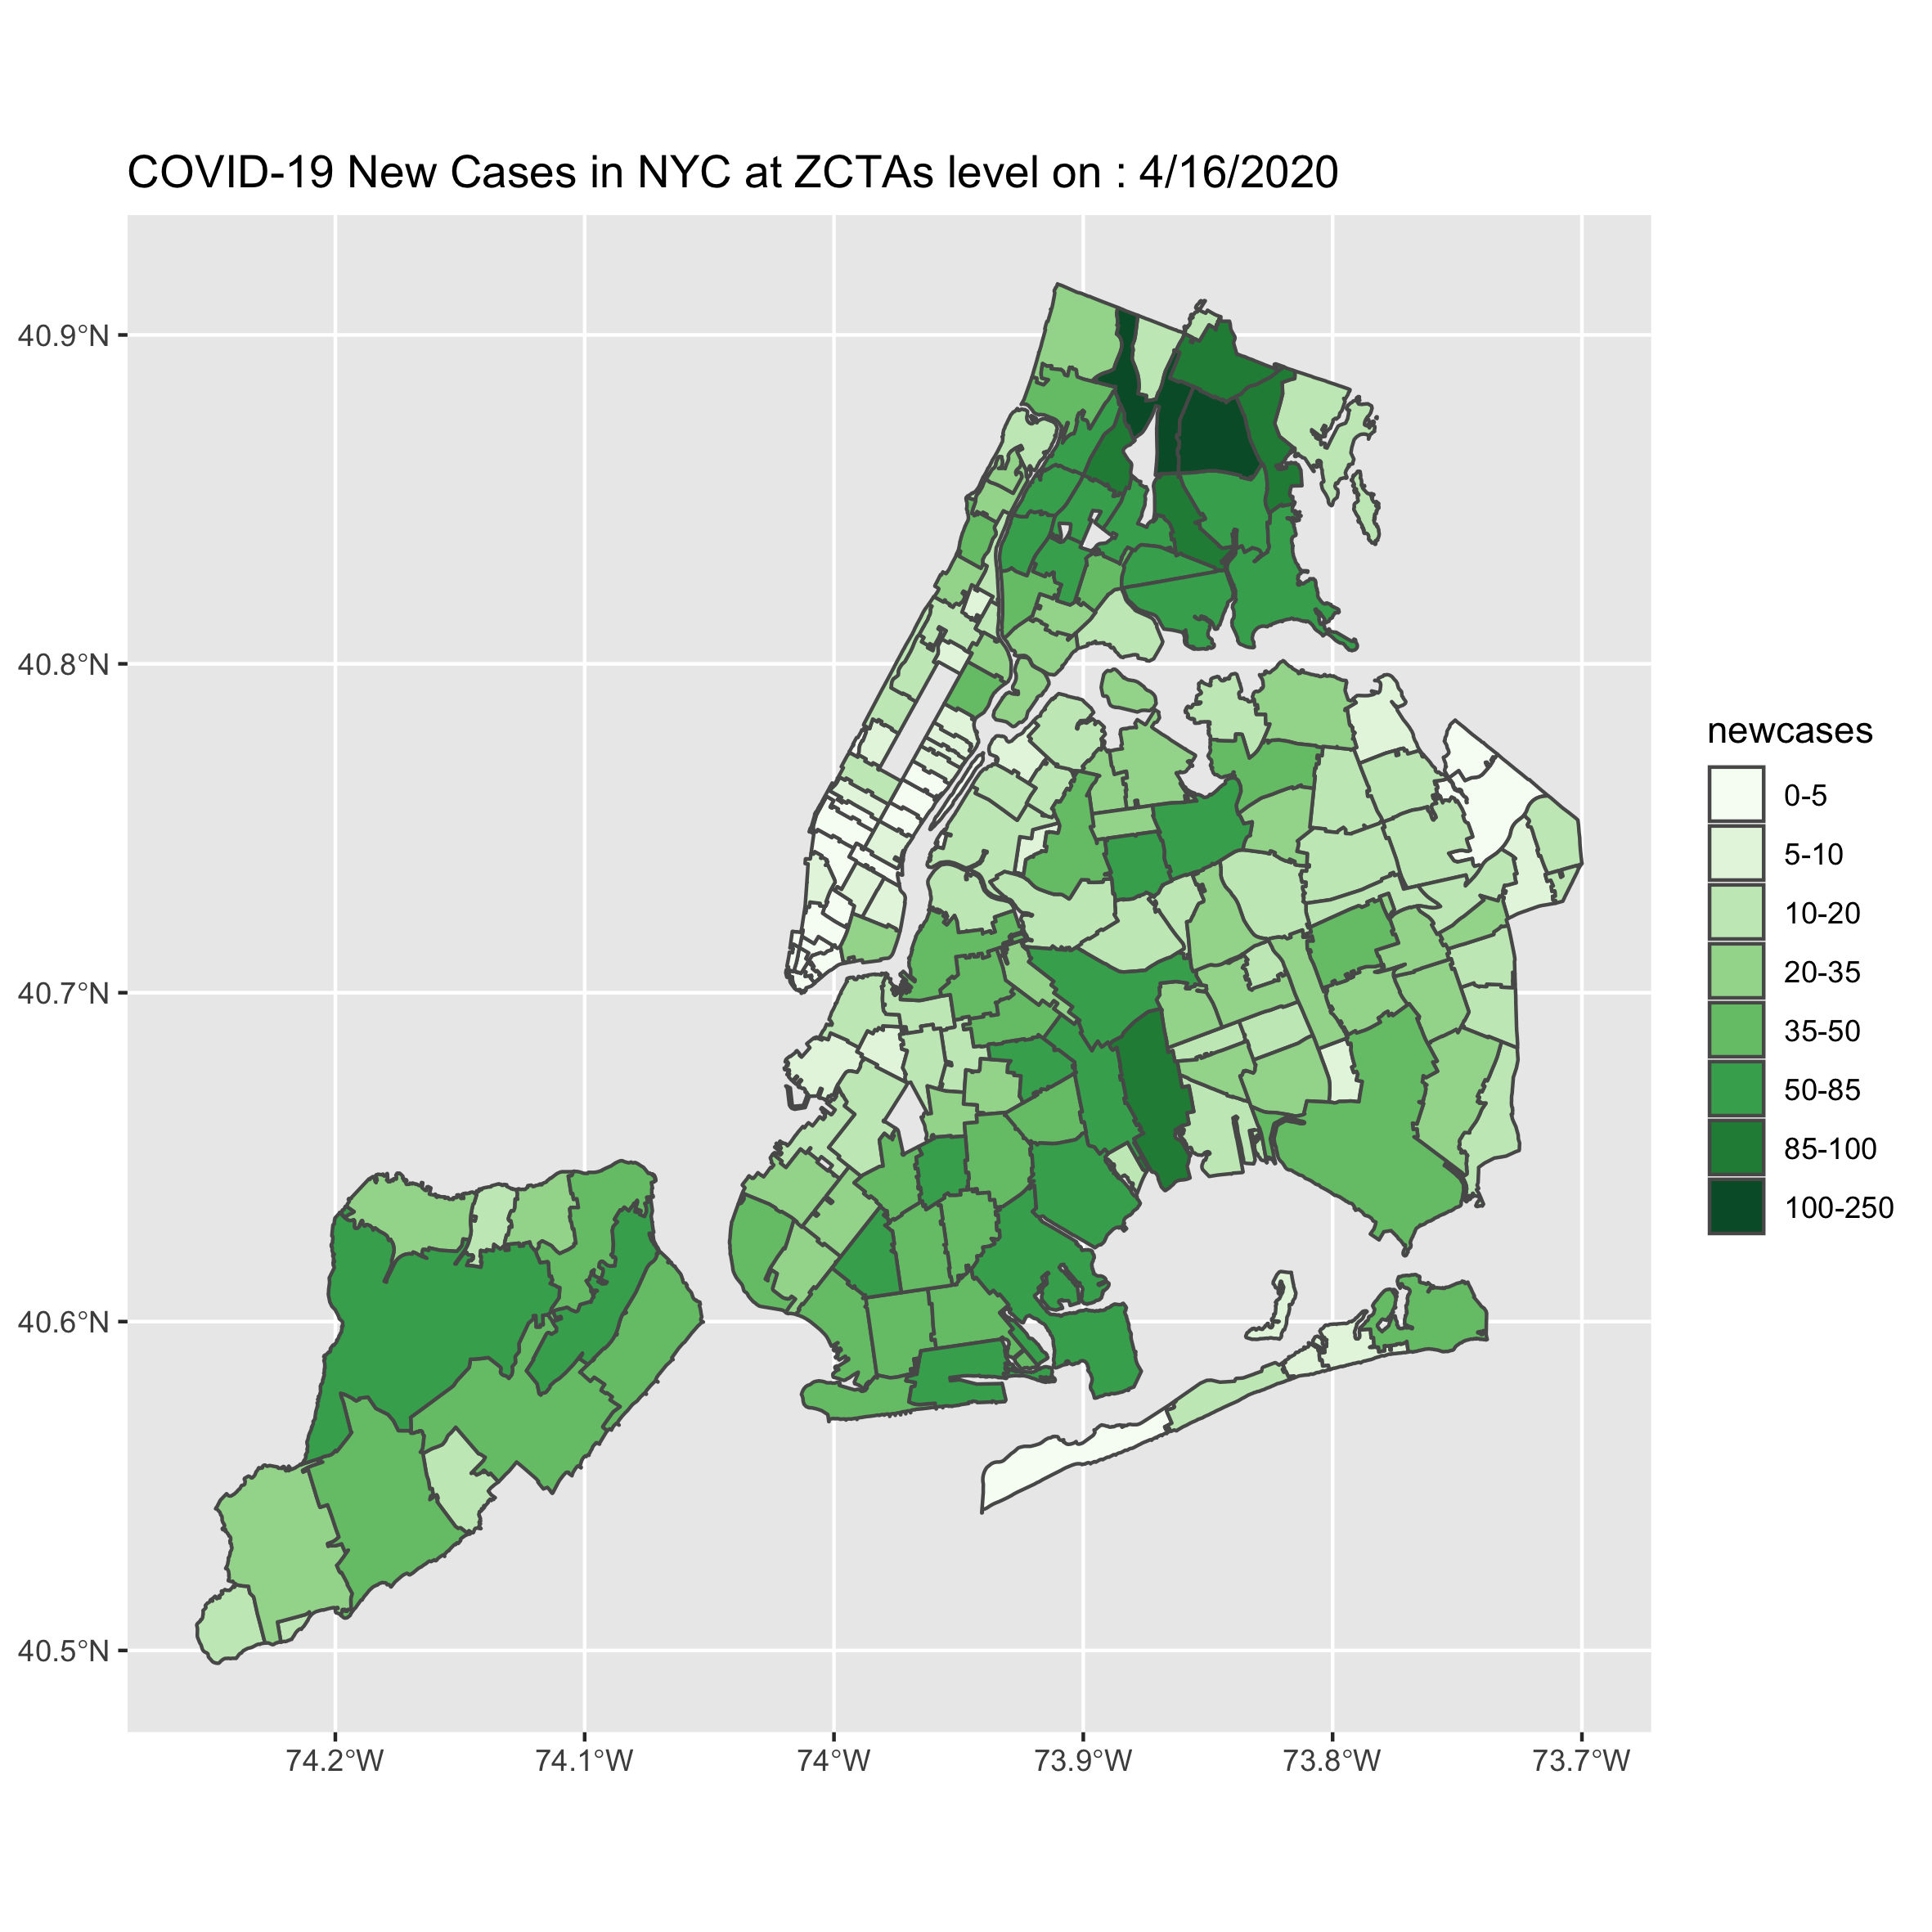 COVID-19 New Cases in NYC at ZCTAs level on : 4/16/2020
40.9°N
40.8°N
40.7°N
40.6°N
40.5°N
74.2°W
74.1°W
74°W
73.9°W
73.8°W
73.7°W
newcases
0-5
5-10
10-20
20-35
35-50
50-85
85-100
100-250